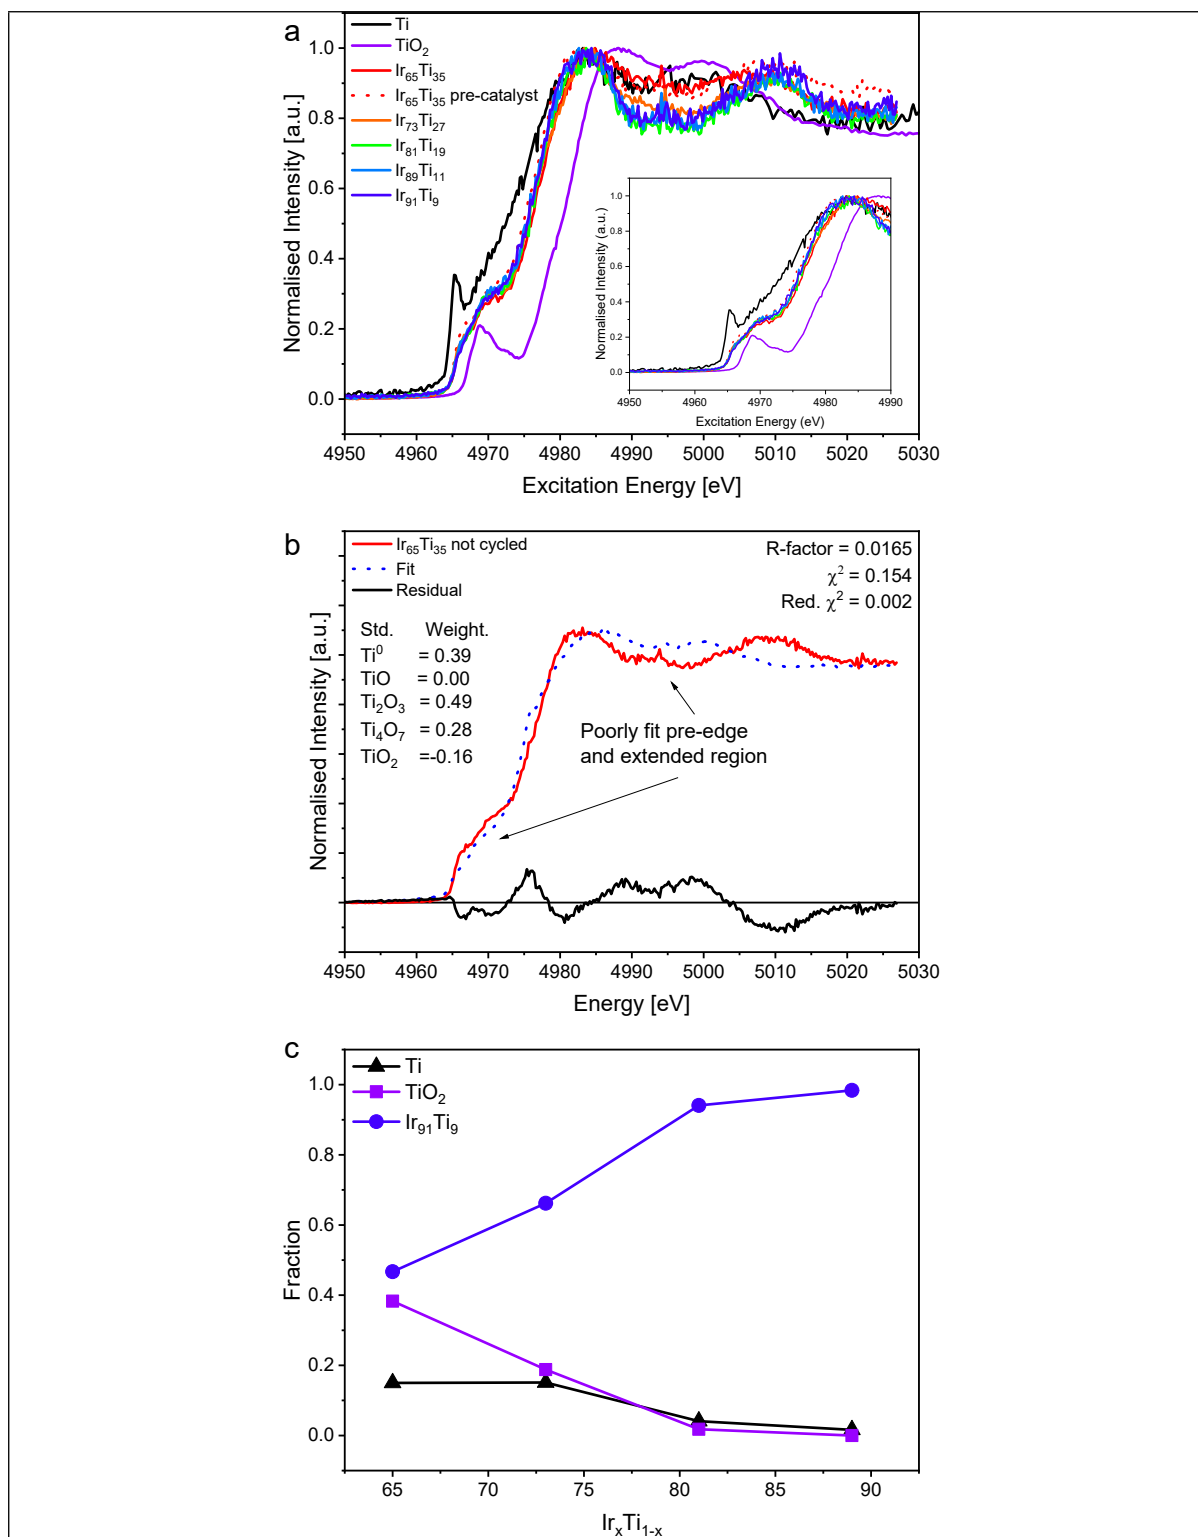 a
Ti
TiO2
Ir65Ti35
Ir65Ti35 pre-catalyst
Ir73Ti27
Ir81Ti19
Ir89Ti11
Ir91Ti9
Normalised Intensity [a.u.]
1.0
0.8
0.6
0.4
0.2
0.0
4950 4960 4970 4980 4990 5000 5010 5020 5030
Excitation Energy [eV]
Normalised Intensity (a.u.)
1.0
0.8
0.6
0.4
0.2
0.0
4950 4960 4970 4980 4990
Excitation Energy (eV)
b
Ir65Ti35 not cycled
Fit
Residual
R-factor = 0.0165
χ2 = 0.154
Red. χ2 = 0.002
Std. Weight.
Ti0 = 0.39
TiO = 0.00
Ti2O3 = 0.49
Ti4O7 = 0.28
TiO2 =-0.16
Poorly fit pre-edge
and extended region
Normalised Intensity [a.u.]
4950 4960 4970 4980 4990 5000 5010 5020 5030
Energy [eV]
c
Ti
TiO2
Ir91Ti9
Fraction
1.0
0.8
0.6
0.4
0.2
0.0
65 70 75 80 85 90
IrxTi1-x